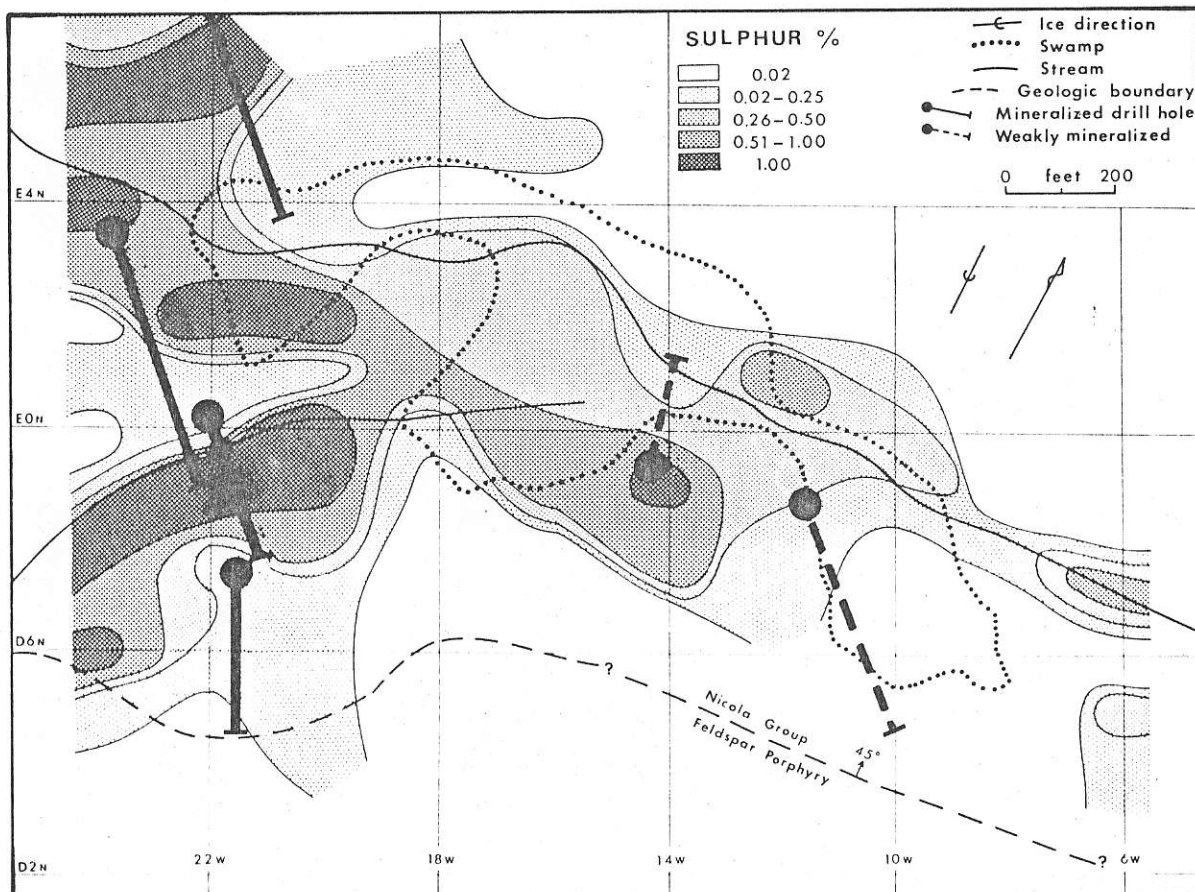 SULPHUR %
0.02
0.02–0.25
0.26–0.50
0.51–1.00
1.00
Ice direction
Swamp
Stream
Geologic boundary
Mineralized drill hole
Weakly mineralized
0 feet 200
E4N
E0N
D6N
D2N
?
Nicola Group
Feldspar Porphyry
45°
?
22W
18W
14W
10W
6W